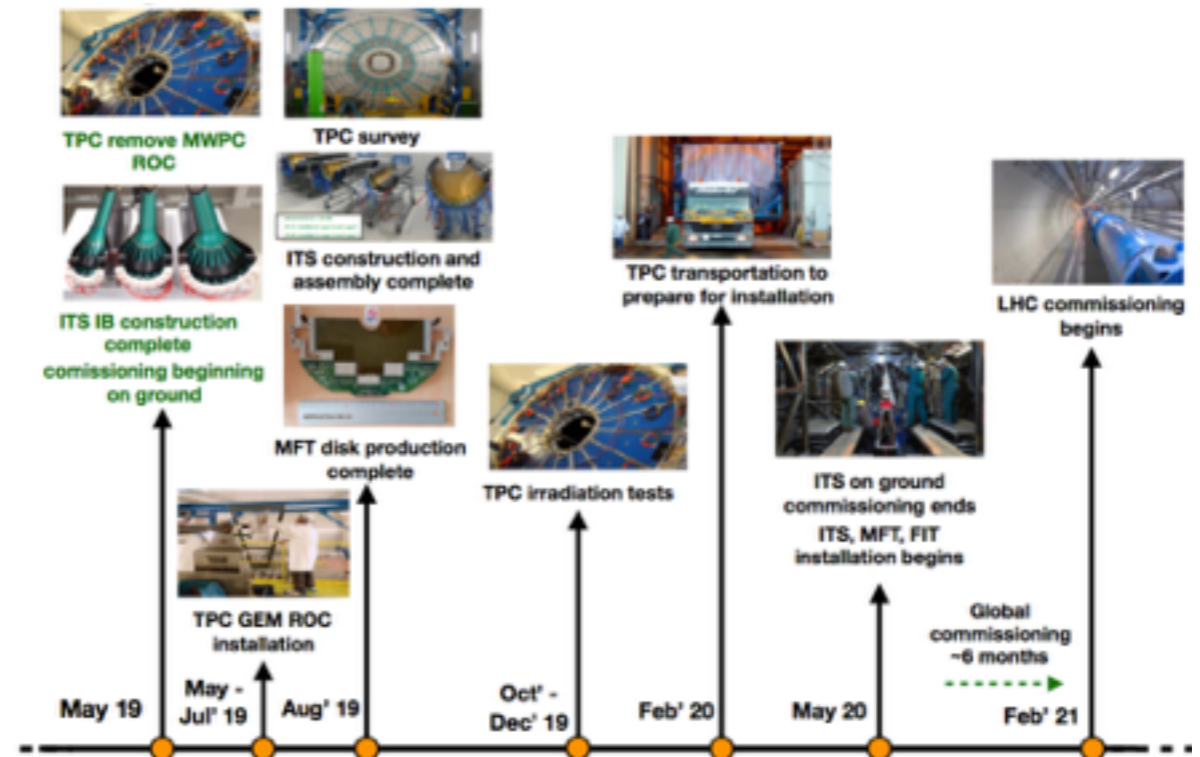 TPC remove MWPC
ROC
ITS IB construction
complete
comissioning beginning
on ground
May 19
TPC GEM ROC
installation
May -
Jul' 19
TPC survey
ITS construction and
assembly complete
MFT disk production
complete
Aug' 19
TPC irradiation tests
Oct' -
Dec' 19
TPC transportation to
prepare for installation
Feb' 20
ITS on ground
commissioning ends
ITS, MFT, FIT
installation begins
May 20
Global
commissioning
~6 months
LHC commissioning
begins
Feb' 21